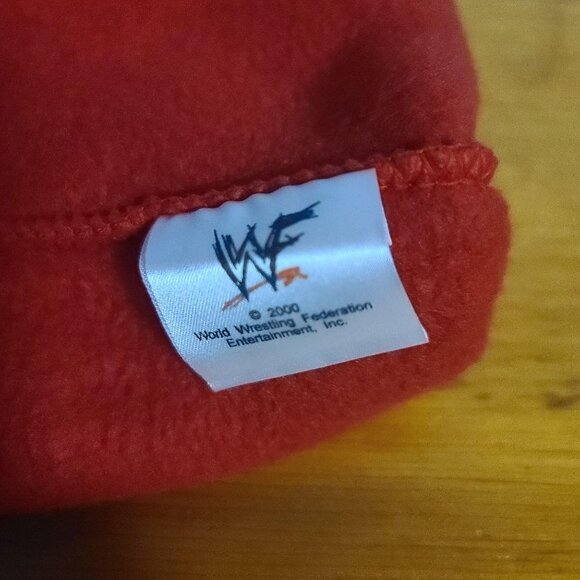 WF
© 2000
World Wrestling Federation
Entertainment, Inc.